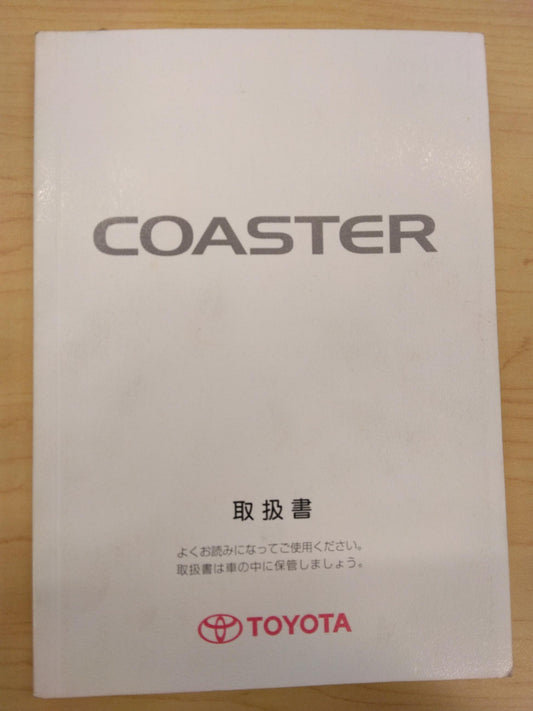 COASTER
取扱書
よくお読みになってご使用ください。
取扱書は車の中に保管しましょう。
TOYOTA